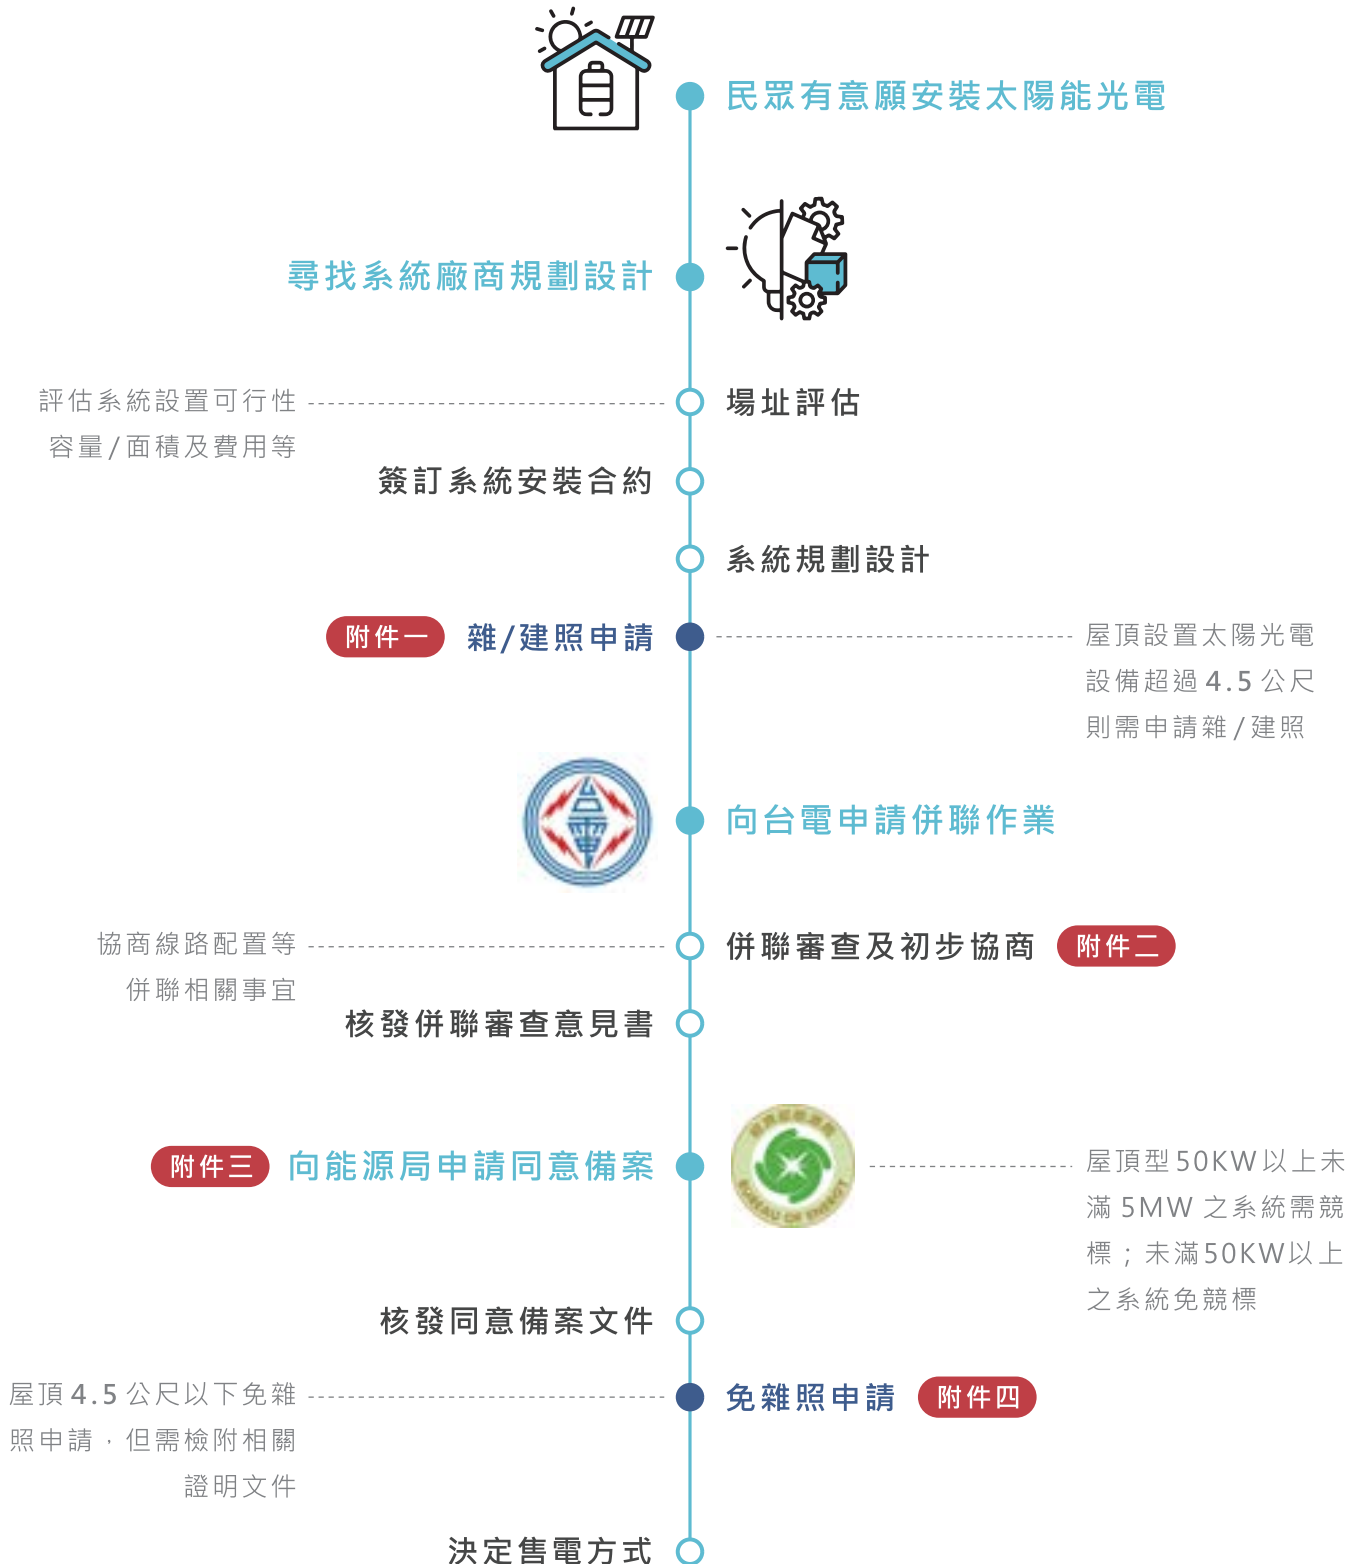 民眾有意願安裝太陽能光電
尋找系統廠商規劃設計
評估系統設置可行性
容量/面積及費用等
場址評估
簽訂系統安裝合約
系統規劃設計
附件一 雜/建照申請
屋頂設置太陽光電
設備超過 4.5 公尺
則需申請雜/建照
台電
向台電申請併聯作業
協商線路配置等
併聯相關事宜
併聯審查及初步協商 附件二
核發併聯審查意見書
附件三 向能源局申請同意備案
BUREAU OF ENERGY
屋頂型 50KW 以上未
滿 5MW 之系統需競
標；未滿50KW以上
之系統免競標
核發同意備案文件
屋頂 4.5 公尺以下免雜
照申請．但需檢附相關
證明文件
免雜照申請 附件四
決定售電方式